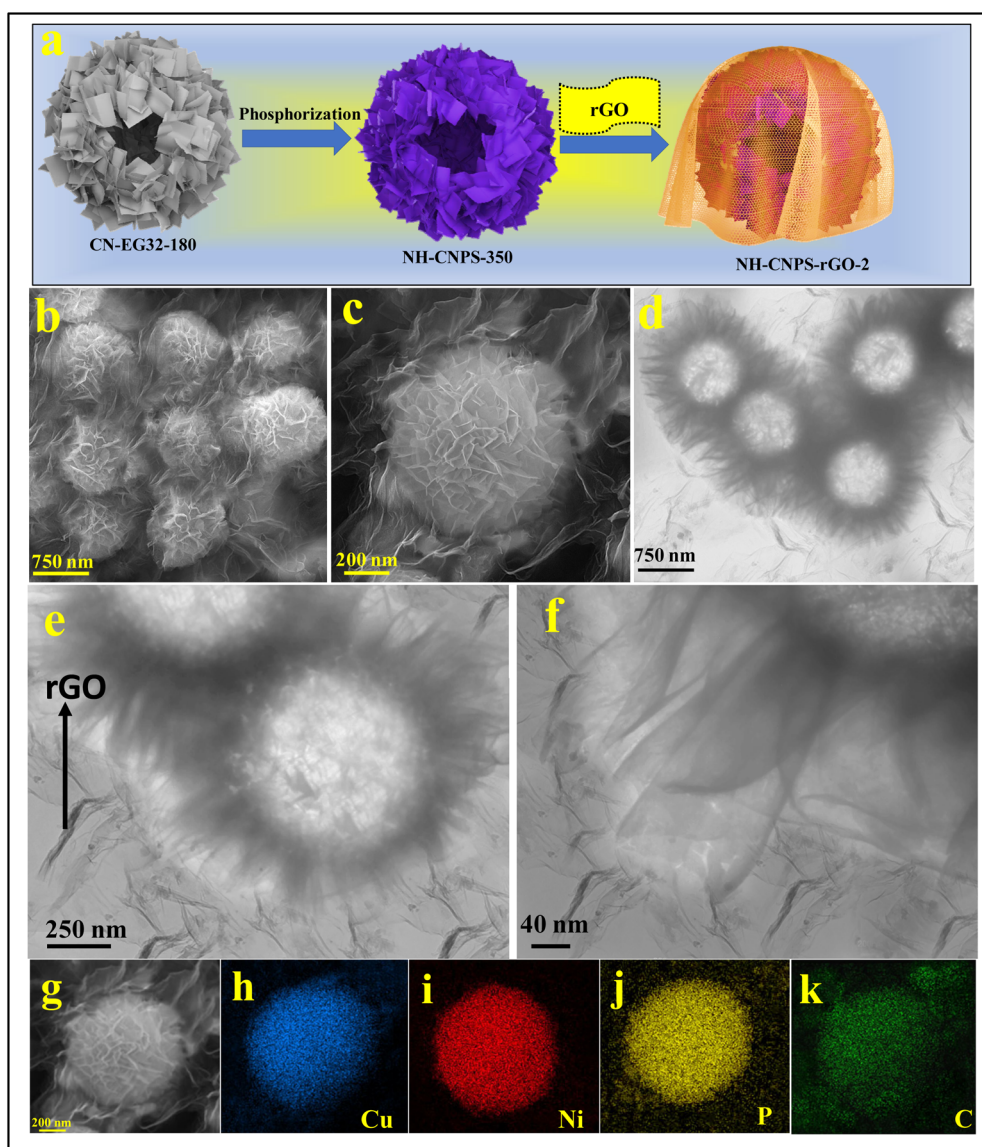 a
Phosphorization
rGO
CN-EG32-180
NH-CNPS-350
NH-CNPS-rGO-2
b
750 nm
c
200 nm
d
750 nm
e
rGO
250 nm
f
40 nm
g
200 nm
h
Cu
i
Ni
j
P
k
C